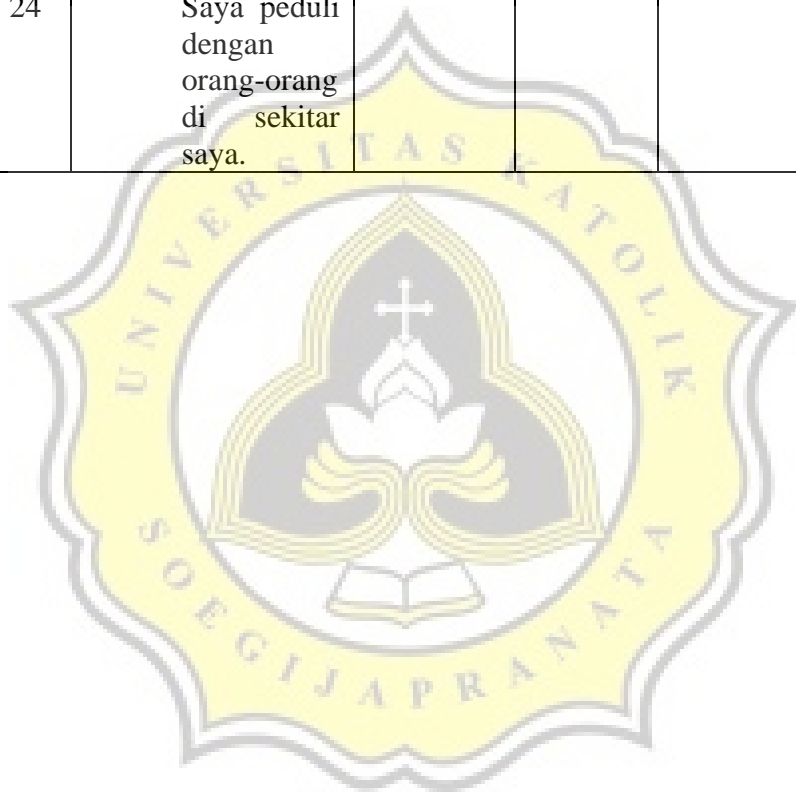 24 Saya peduli
dengan
orang-orang
di sekitar
saya.
UNIVERSITAS KATOLIK
SOEGIJAPRANATA